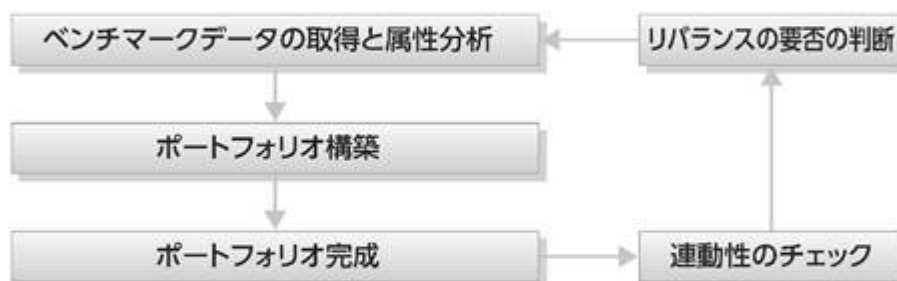 ベンチマークデータの取得と属性分析
リバランスの要否の判断
ポートフォリオ構築
ポートフォリオ完成
連動性のチェック